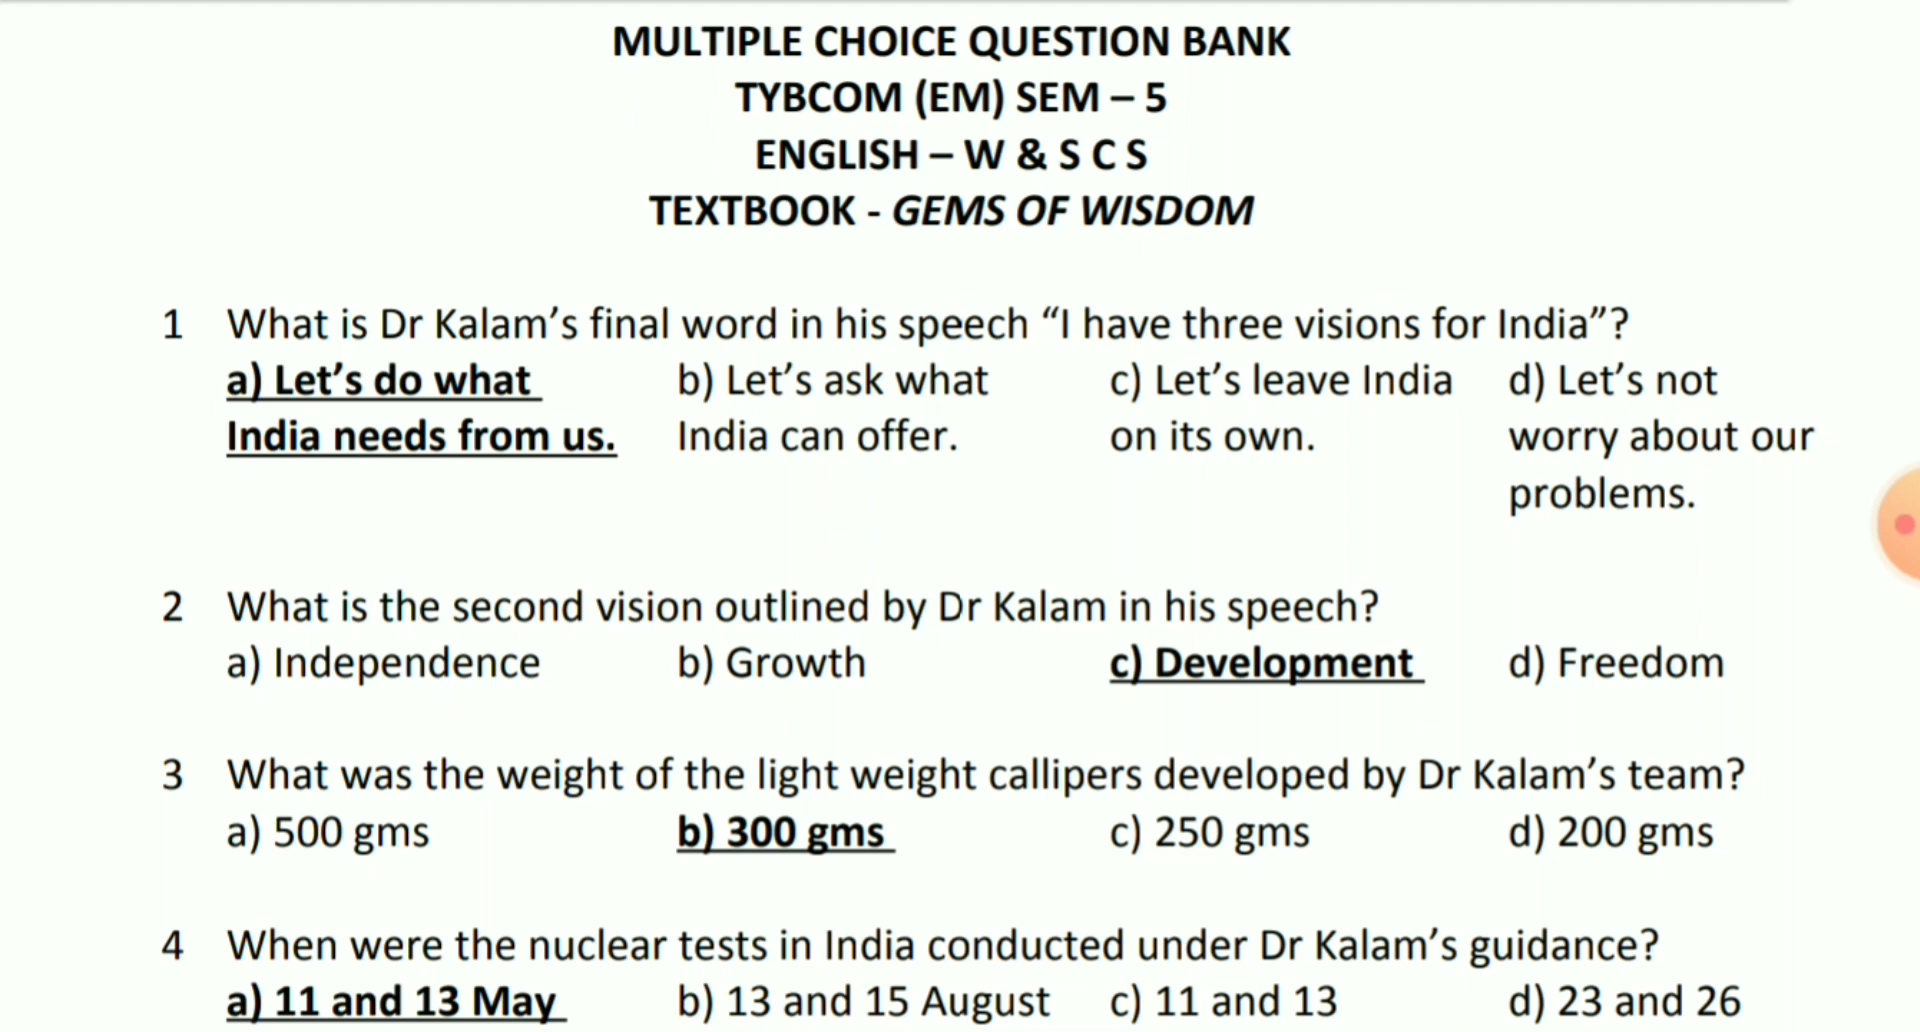 MULTIPLE CHOICE QUESTION BANK
TYBCOM (EM) SEM – 5
ENGLISH – W & S C S
TEXTBOOK - GEMS OF WISDOM
1 What is Dr Kalam's final word in his speech “I have three visions for India”?
a) Let's do what b) Let's ask what c) Let's leave India d) Let's not
India needs from us. India can offer. on its own. worry about our
problems.
2 What is the second vision outlined by Dr Kalam in his speech?
a) Independence b) Growth c) Development d) Freedom
3 What was the weight of the light weight callipers developed by Dr Kalam's team?
a) 500 gms b) 300 gms c) 250 gms d) 200 gms
4 When were the nuclear tests in India conducted under Dr Kalam's guidance?
a) 11 and 13 May b) 13 and 15 August c) 11 and 13 d) 23 and 26